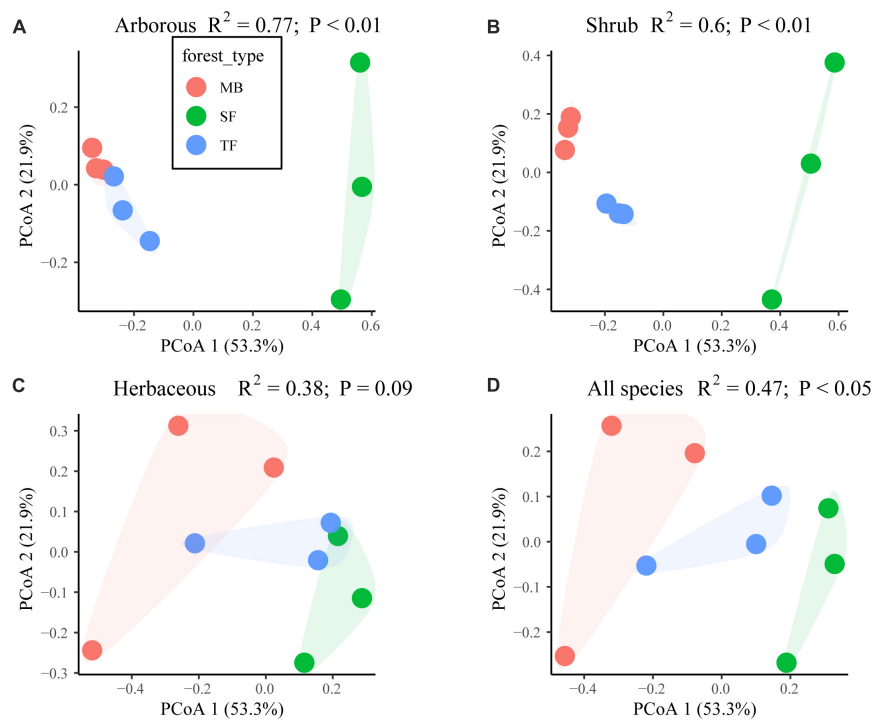 A
Arborous R² = 0.77; P < 0.01
forest_type
MB
SF
TF
0.2
0.0
−0.2
PCoA 2 (21.9%)
−0.2 0.0 0.2 0.4 0.6
PCoA 1 (53.3%)
B
Shrub R² = 0.6; P < 0.01
0.4
0.2
0.0
−0.2
−0.4
PCoA 2 (21.9%)
−0.2 0.0 0.2 0.4 0.6
PCoA 1 (53.3%)
C
Herbaceous R² = 0.38; P = 0.09
0.3
0.2
0.1
0.0
−0.1
−0.2
−0.3
PCoA 2 (21.9%)
−0.4 −0.2 0.0 0.2
PCoA 1 (53.3%)
D
All species R² = 0.47; P < 0.05
0.2
0.1
0.0
−0.1
−0.2
PCoA 2 (21.9%)
−0.4 −0.2 0.0 0.2
PCoA 1 (53.3%)